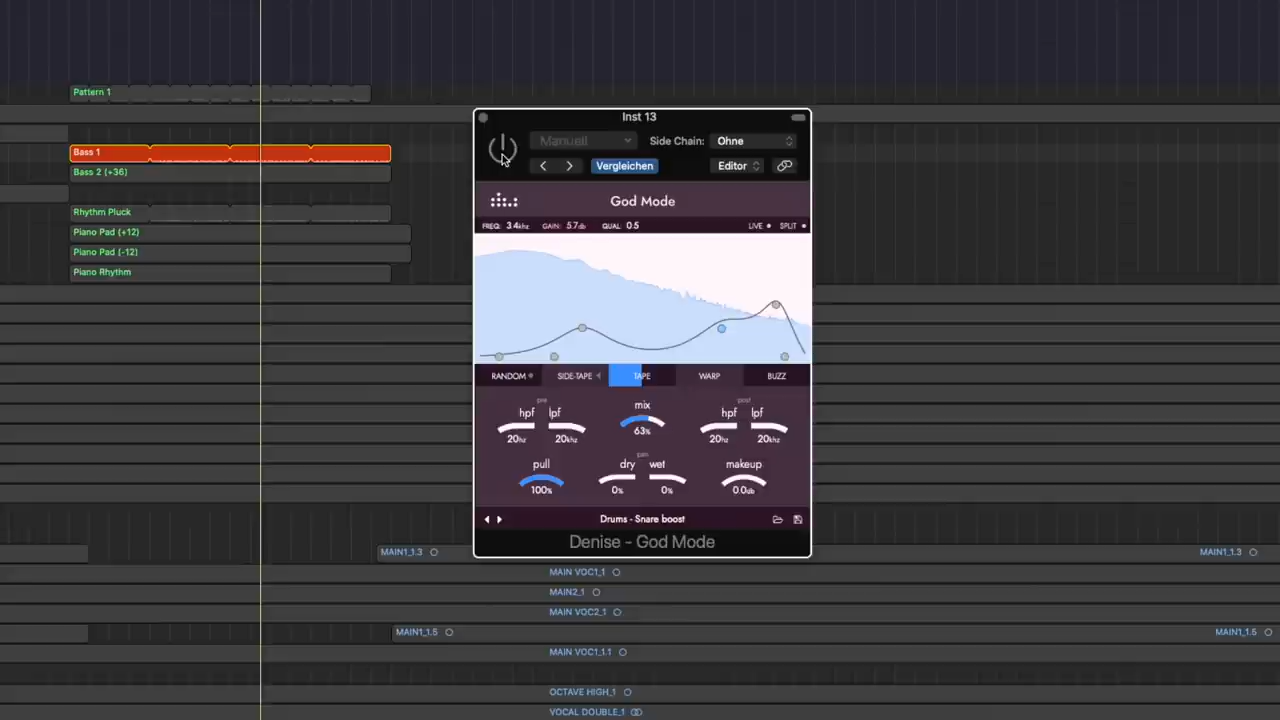 Pattern 1
Inst 13
Manuell
Side Chain: Ohne
Bass 1
Vergleichen
Editor
Bass 2 (+36)
God Mode
Rhythm Pluck
FREQ: 3.4khz GAIN: 5.7db QUAL: 0.5 LIVE SPLIT
Piano Pad (+12)
Piano Pad (-12)
Piano Rhythm
RANDOM SIDE-TAPE TAPE WARP BUZZ
pre post
mix
hpf lpf hpf lpf
63%
20hz 20khz 20hz 20khz
gain
pull dry wet makeup
100% 0% 0% 0.0db
Drums - Snare boost
Denise - God Mode
MAIN1_1.3 MAIN1_1.3
MAIN VOC1_1
MAIN2_1
MAIN VOC2_1
MAIN1_1.5 MAIN1_1.5
MAIN VOC1_1.1
OCTAVE HIGH_1
VOCAL DOUBLE_1